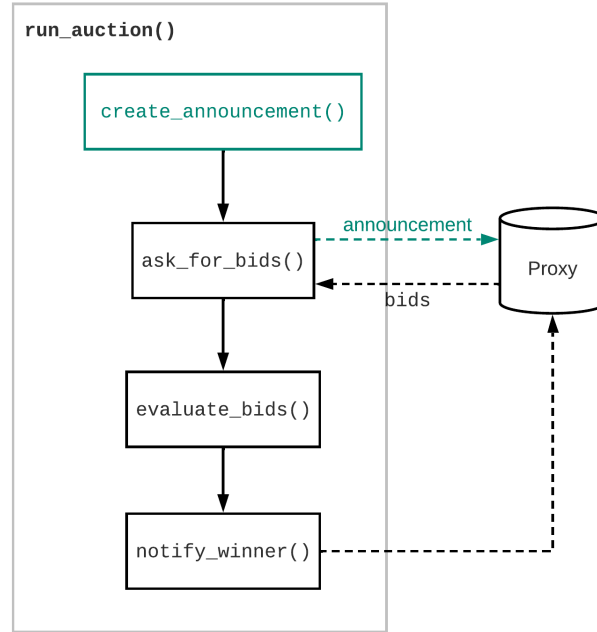 run_auction()
create_announcement()
announcement
ask_for_bids()
Proxy
bids
evaluate_bids()
notify_winner()